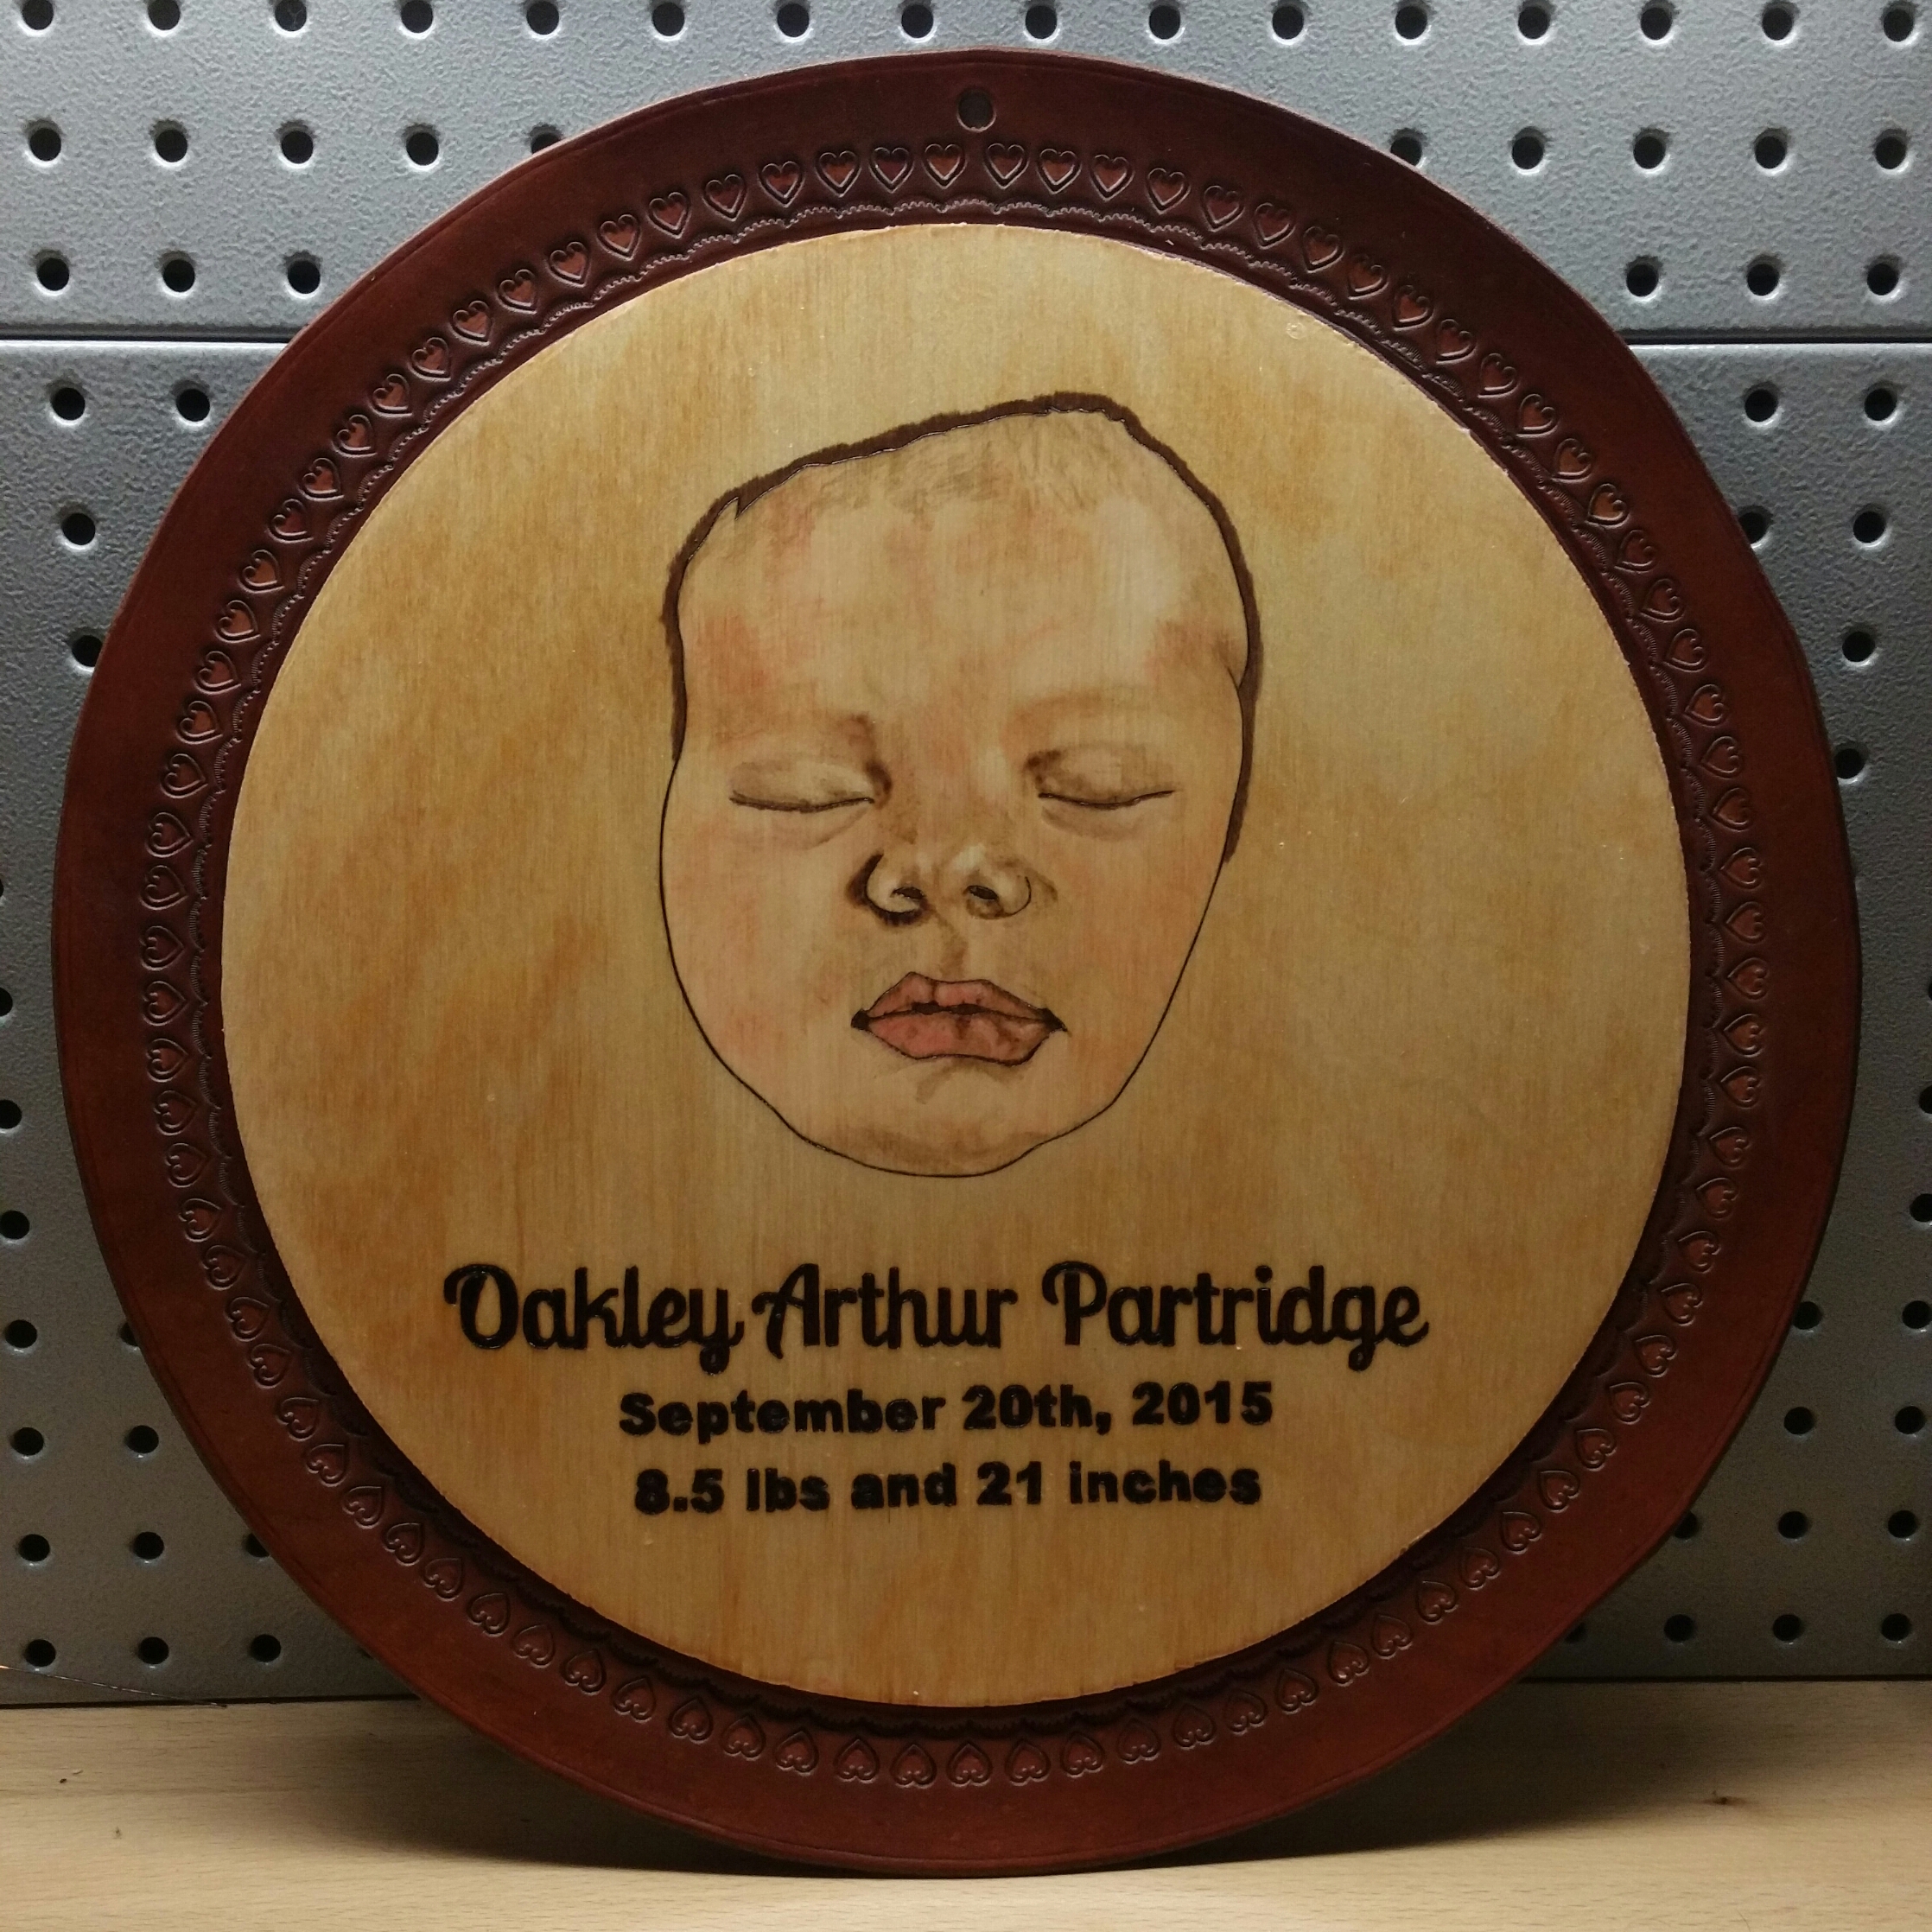 Oakley Arthur Partridge
September 20th, 2015
8.5 lbs and 21 inches